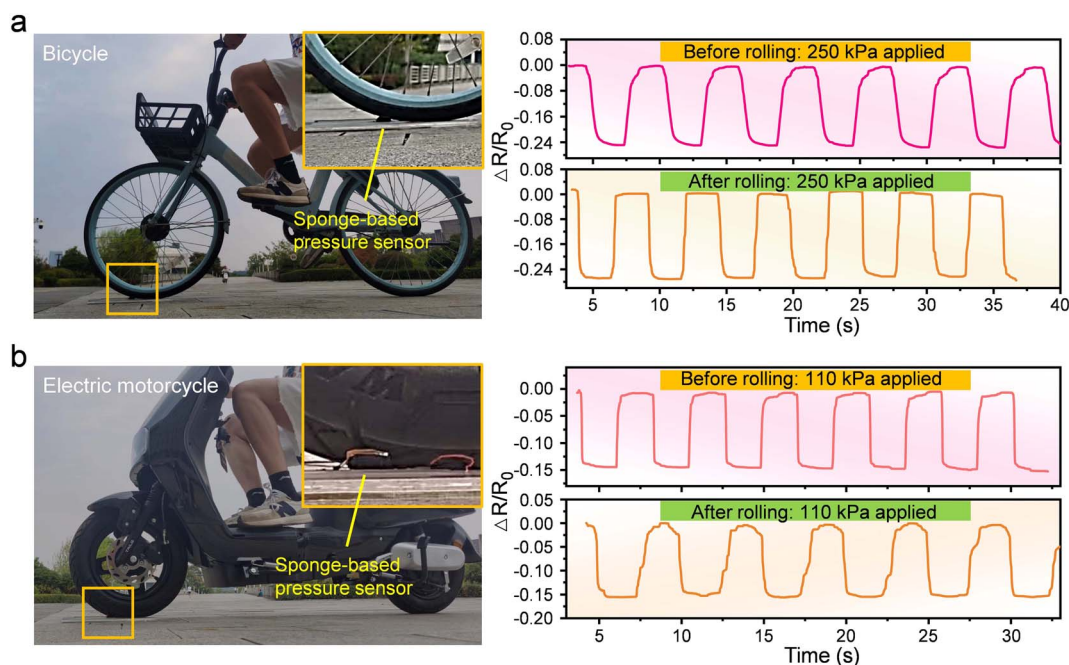 a
Bicycle
Sponge-based
pressure sensor
△R/R0
0.08
0.00
-0.08
-0.16
-0.24
Before rolling: 250 kPa applied
0.08
0.00
-0.08
-0.16
-0.24
After rolling: 250 kPa applied
5 10 15 20 25 30 35 40
Time (s)
b
Electric motorcycle
Sponge-based
pressure sensor
△R/R0
0.00
-0.05
-0.10
-0.15
Before rolling: 110 kPa applied
0.05
0.00
-0.05
-0.10
-0.15
-0.20
After rolling: 110 kPa applied
5 10 15 20 25 30
Time (s)